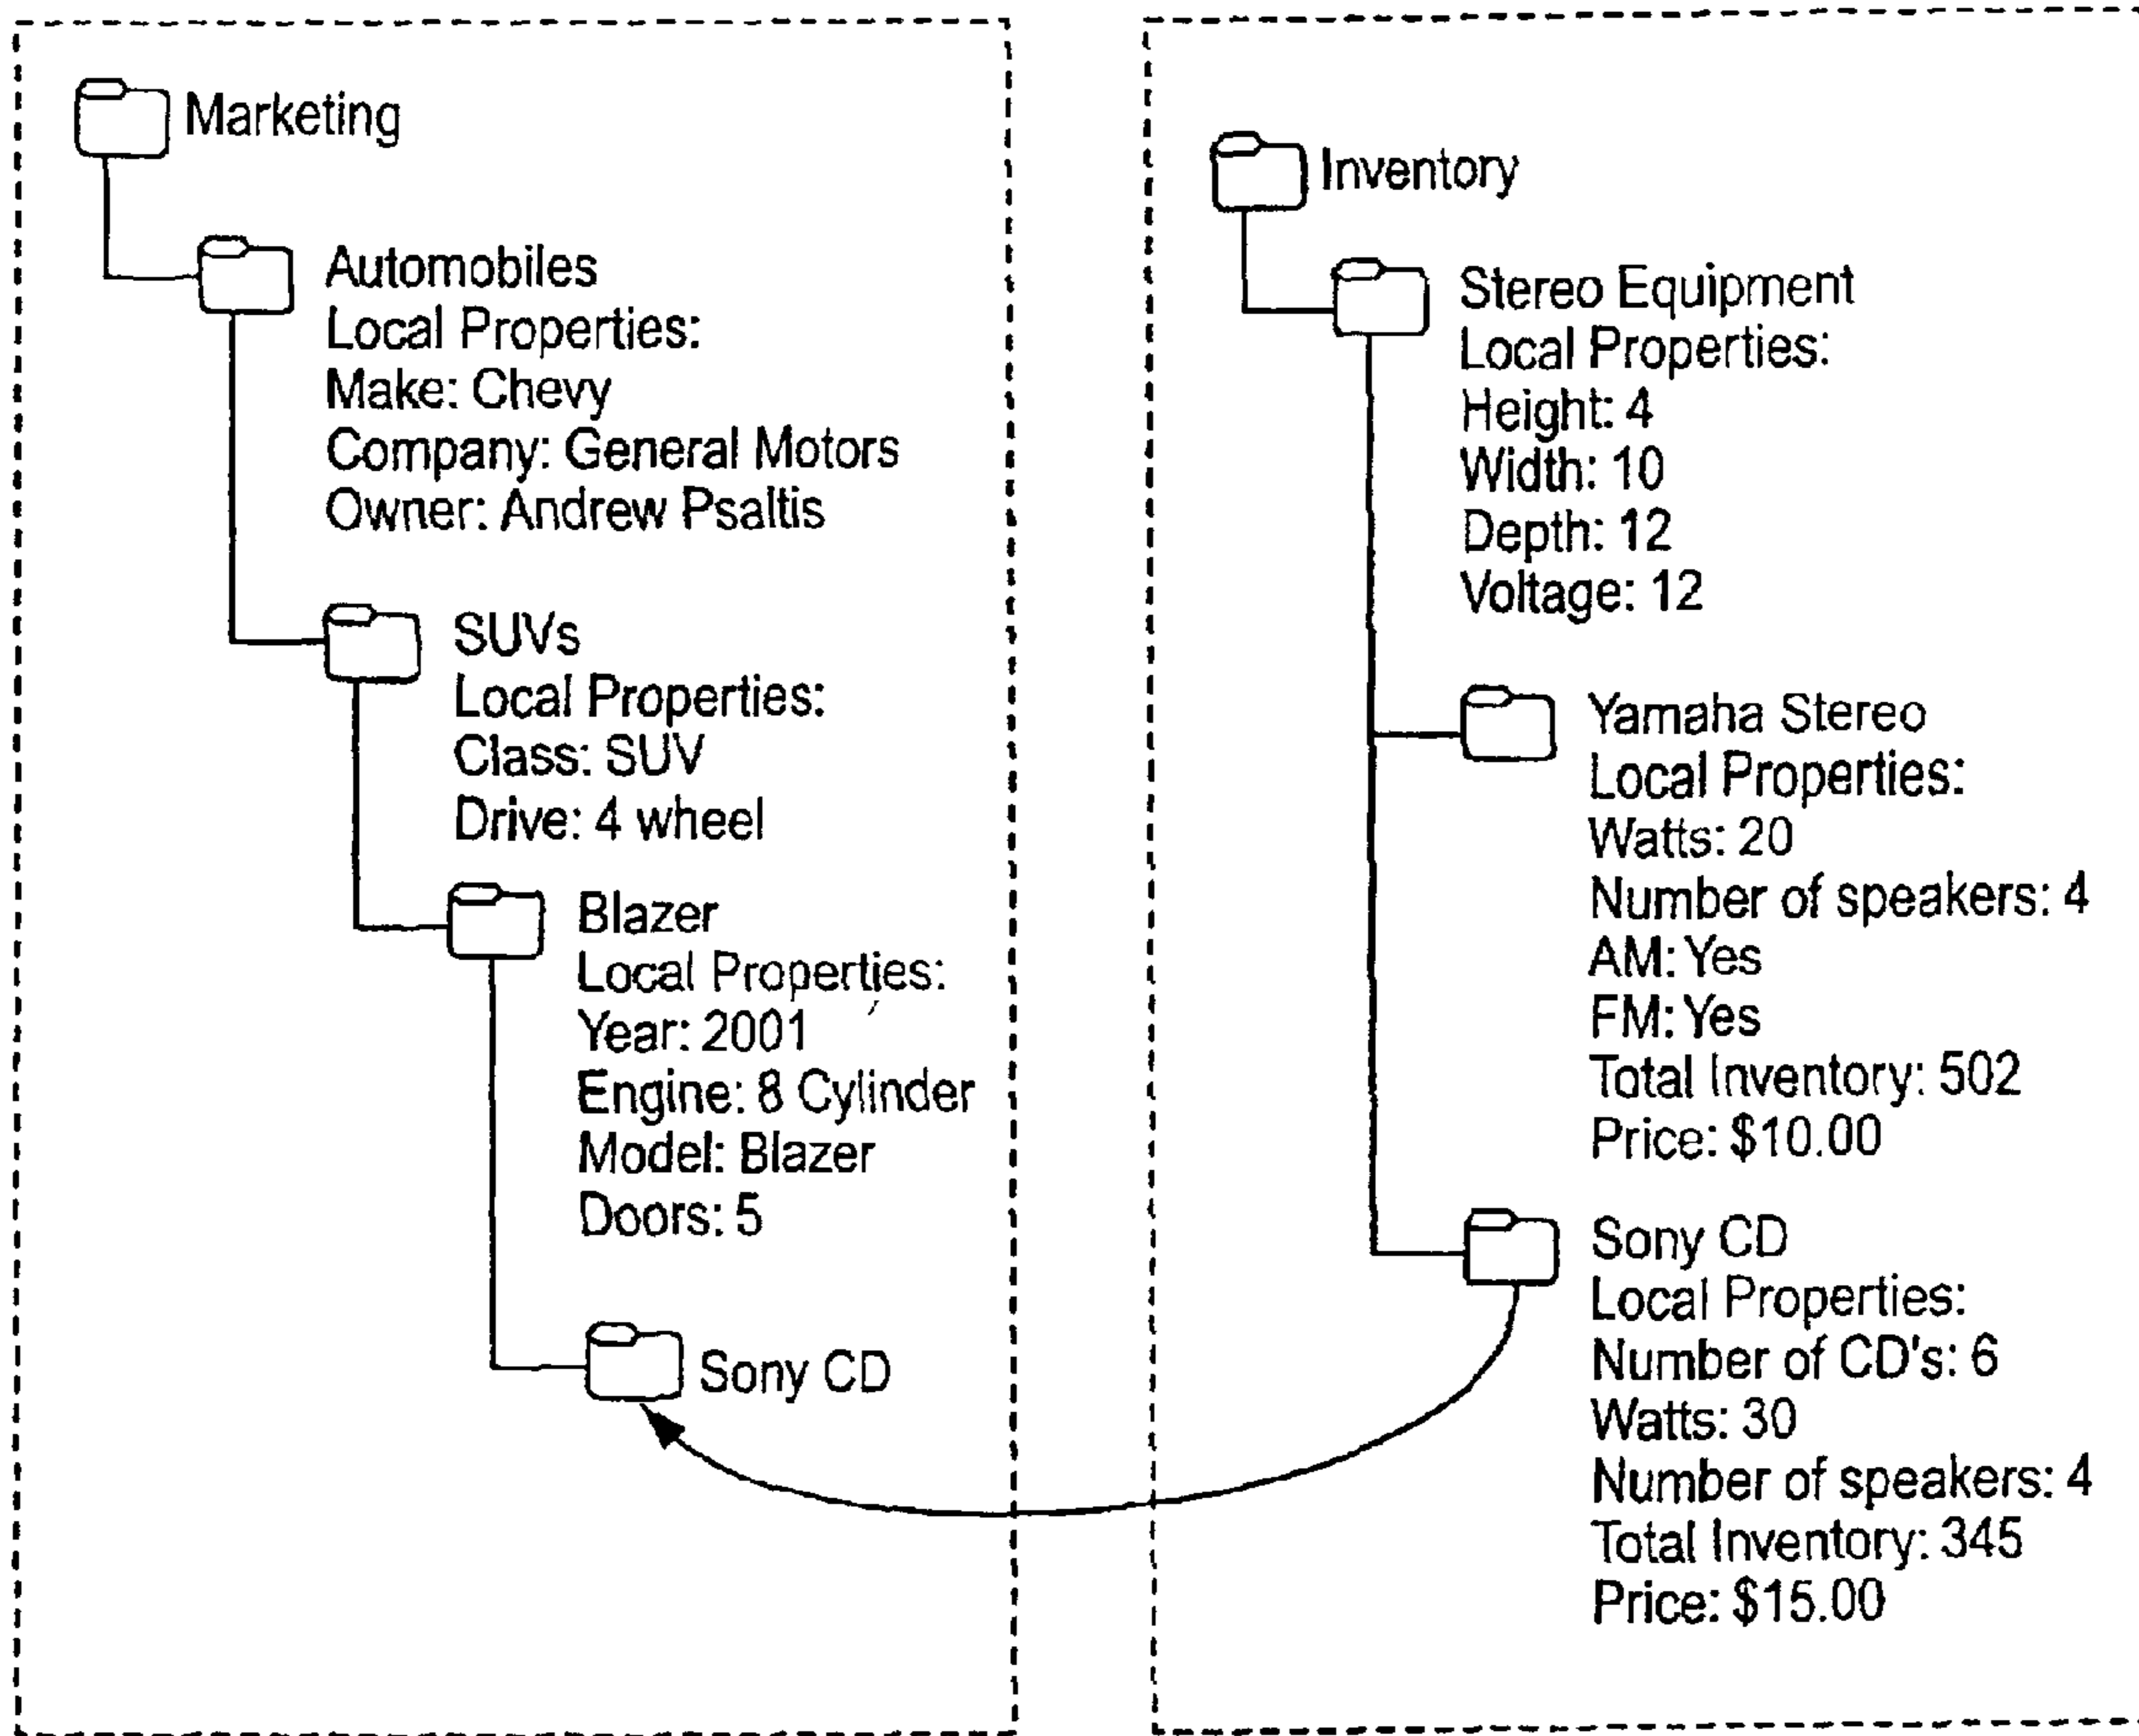 Marketing
Automobiles
Local Properties:
Make: Chevy
Company: General Motors
Owner: Andrew Psaltis
SUVs
Local Properties:
Class: SUV
Drive: 4 wheel
Blazer
Local Properties:
Year: 2001
Engine: 8 Cylinder
Model: Blazer
Doors: 5
Sony CD
Inventory
Stereo Equipment
Local Properties:
Height: 4
Width: 10
Depth: 12
Voltage: 12
Yamaha Stereo
Local Properties:
Watts: 20
Number of speakers: 4
AM: Yes
FM: Yes
Total Inventory: 502
Price: $10.00
Sony CD
Local Properties:
Number of CD's: 6
Watts: 30
Number of speakers: 4
Total Inventory: 345
Price: $15.00